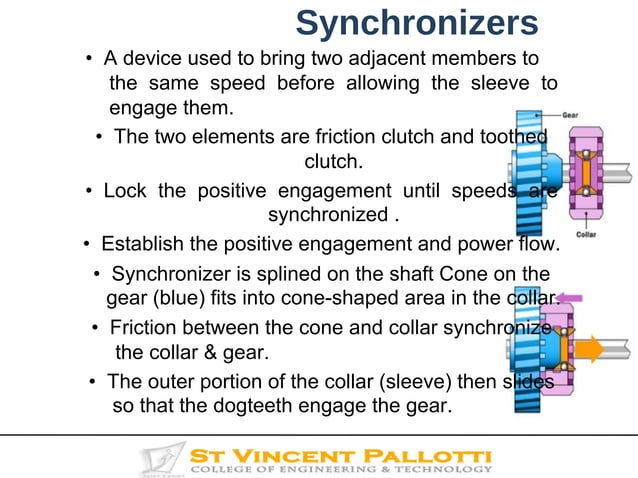 Synchronizers
• A device used to bring two adjacent members to
the same speed before allowing the sleeve to
engage them.
Gear
• The two elements are friction clutch and toothed
clutch.
• Lock the positive engagement until speeds are
synchronized .
Collar
• Establish the positive engagement and power flow.
• Synchronizer is splined on the shaft Cone on the
gear (blue) fits into cone-shaped area in the collar.
• Friction between the cone and collar synchronize
the collar & gear.
• The outer portion of the collar (sleeve) then slides
so that the dogteeth engage the gear.
St Vincent Pallotti
COLLEGE OF ENGINEERING & TECHNOLOGY